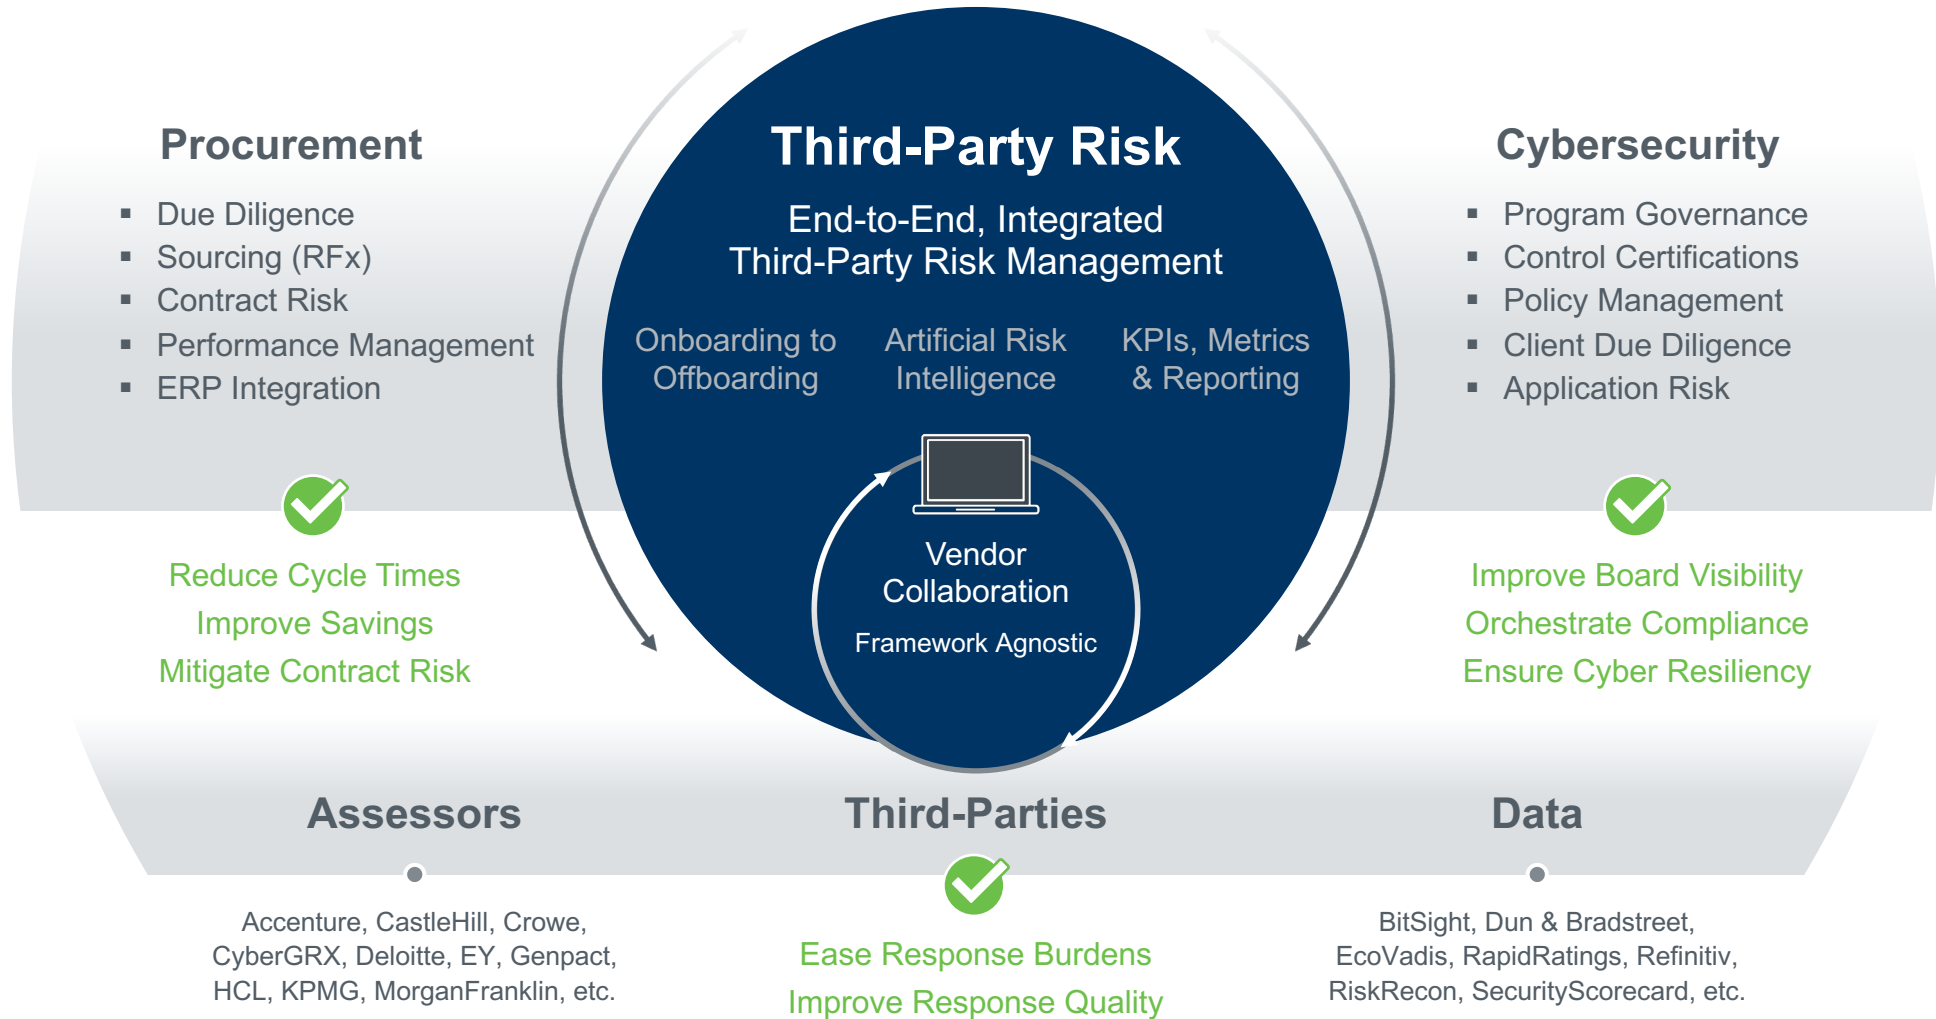 Third-Party Risk
End-to-End, Integrated
Third-Party Risk Management
Onboarding to
Offboarding
Artificial Risk
Intelligence
KPIs, Metrics
& Reporting
Vendor
Collaboration
Framework Agnostic
Procurement
Due Diligence
Sourcing (RFx)
Contract Risk
Performance Management
ERP Integration
Reduce Cycle Times
Improve Savings
Mitigate Contract Risk
Cybersecurity
Program Governance
Control Certifications
Policy Management
Client Due Diligence
Application Risk
Improve Board Visibility
Orchestrate Compliance
Ensure Cyber Resiliency
Assessors
Accenture, CastleHill, Crowe,
CyberGRX, Deloitte, EY, Genpact,
HCL, KPMG, MorganFranklin, etc.
Third-Parties
Ease Response Burdens
Improve Response Quality
Data
BitSight, Dun & Bradstreet,
EcoVadis, RapidRatings, Refinitiv,
RiskRecon, SecurityScorecard, etc.